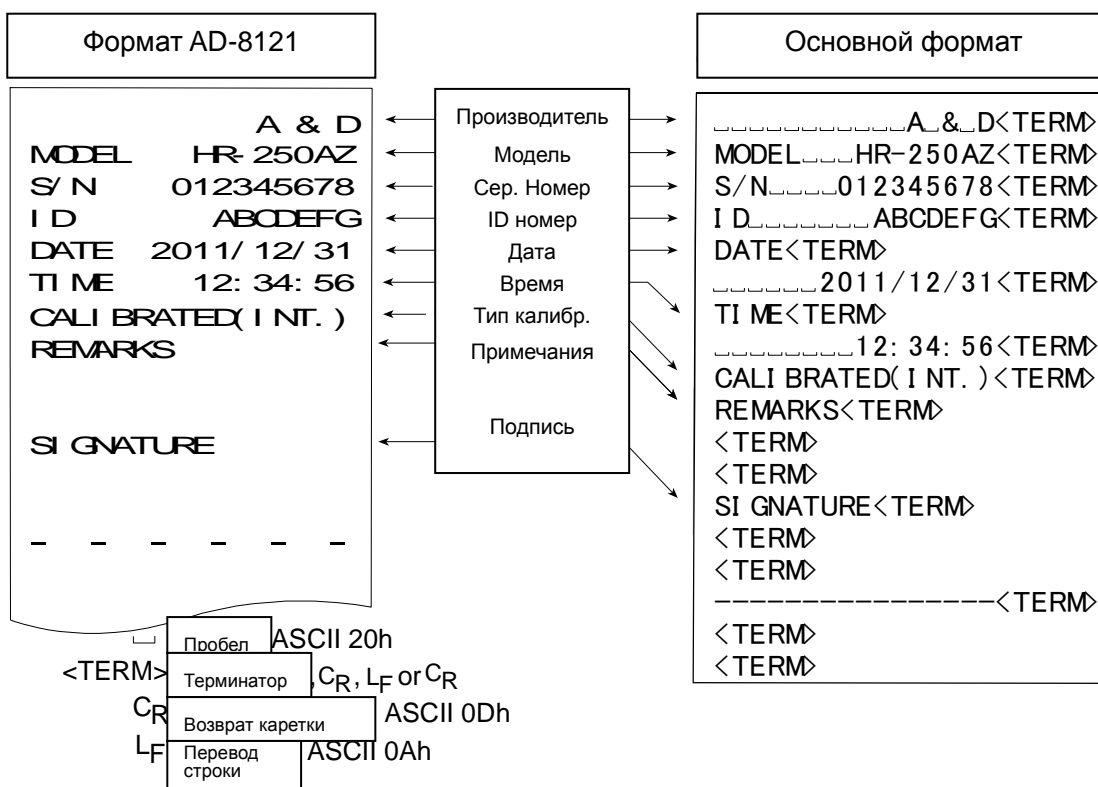 Формат AD-8121
A & D
MODEL HR-250AZ
S/N 012345678
ID ABCDEFG
DATE 2011/12/31
TIME 12:34:56
CALIBRATED(INT.)
REMARKS
SIGNATURE
- - - - - -
Производитель
Модель
Сер. Номер
ID номер
Дата
Время
Тип калибр.
Примечания
Подпись
Основной формат
␣␣␣␣␣␣␣␣␣␣␣A␣&␣D<TERM>
MODEL␣␣␣HR-250AZ<TERM>
S/N␣␣␣␣012345678<TERM>
ID␣␣␣␣␣␣␣ABCDEFG<TERM>
DATE<TERM>
␣␣␣␣␣␣2011/12/31<TERM>
TIME<TERM>
␣␣␣␣␣␣␣␣12:34:56<TERM>
CALIBRATED(INT.)<TERM>
REMARKS<TERM>
<TERM>
<TERM>
SIGNATURE<TERM>
<TERM>
<TERM>
----------------<TERM>
<TERM>
<TERM>
␣ Пробел ASCII 20h
<TERM> Терминатор ,CR, LF or CR
CR Возврат каретки ASCII 0Dh
LF Перевод строки ASCII 0Ah